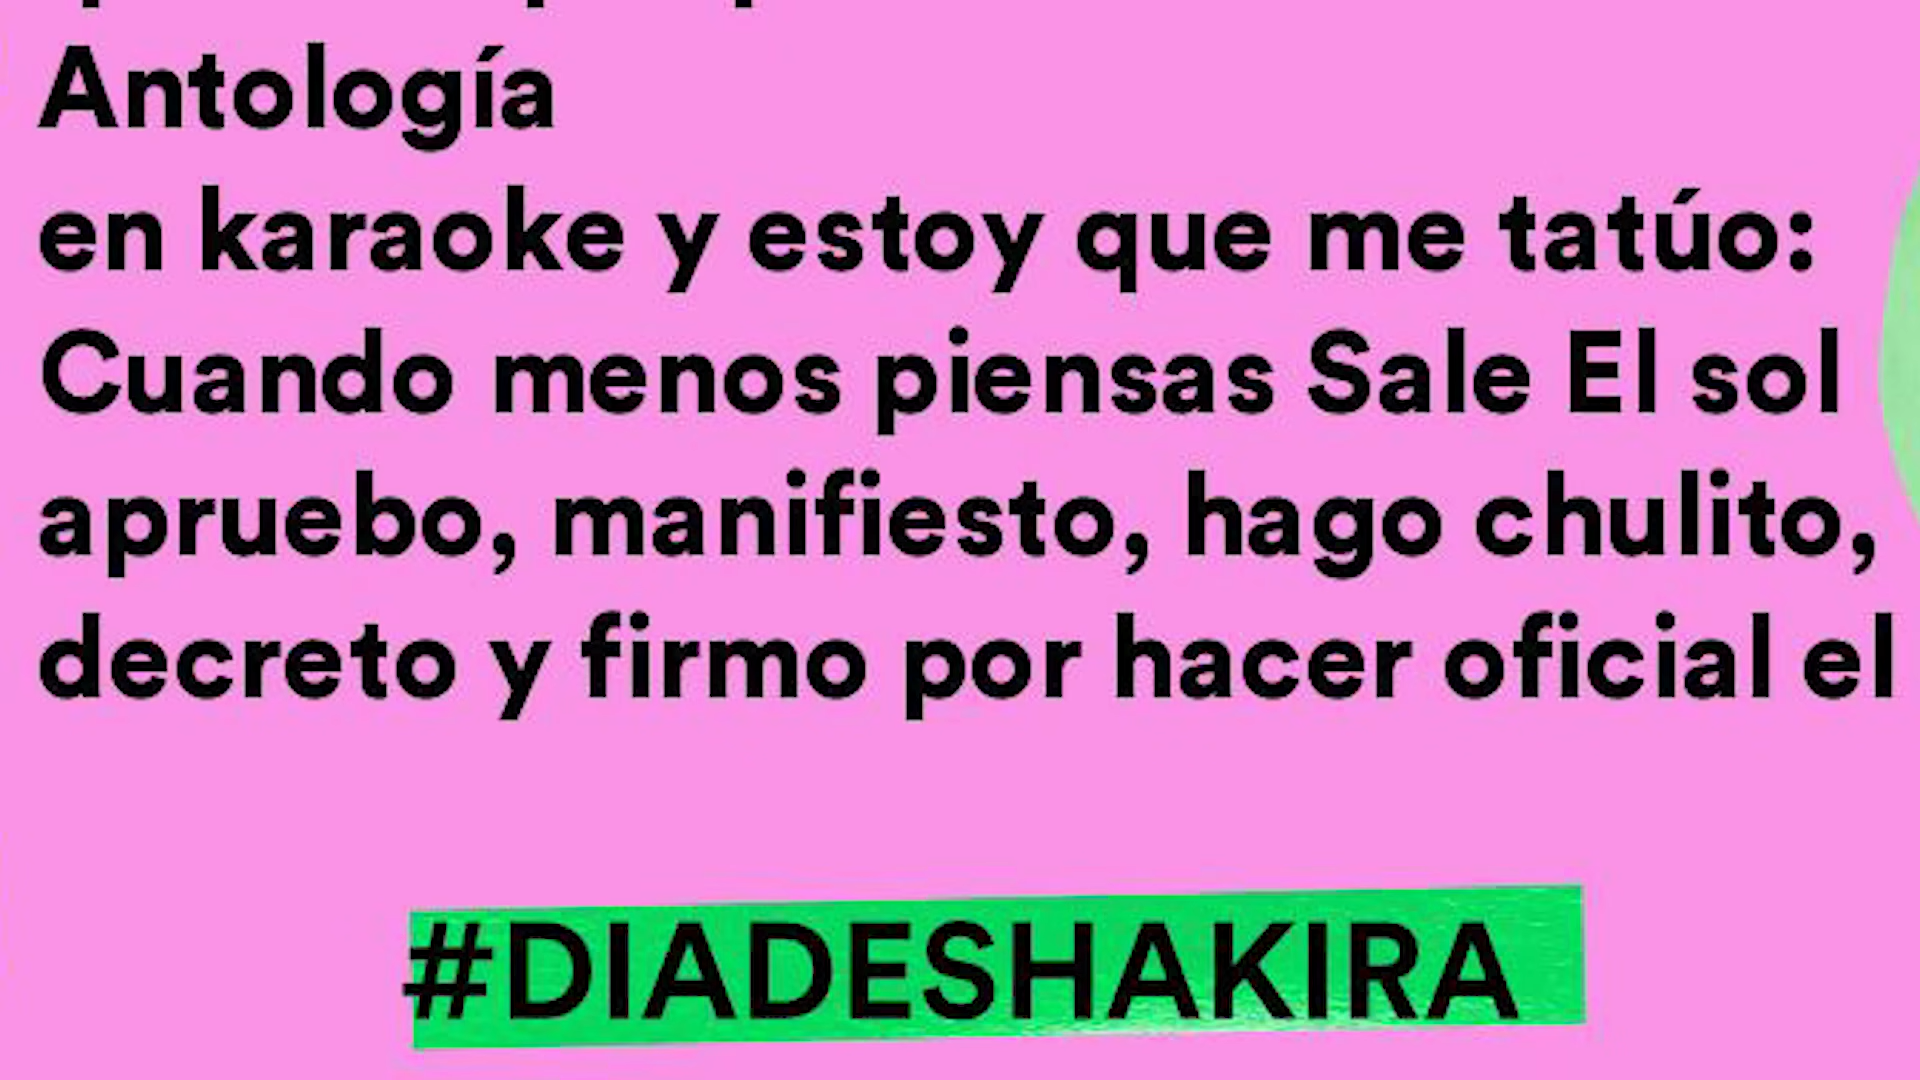 Antología
en karaoke y estoy que me tatúo:
Cuando menos piensas Sale El sol
apruebo, manifiesto, hago chulito,
decreto y firmo por hacer oficial el
#DIADESHAKIRA